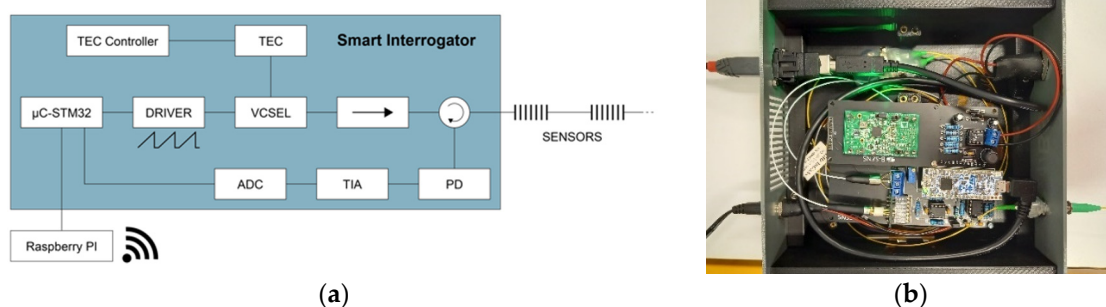 TEC Controller
TEC
Smart Interrogator
µC-STM32
DRIVER
VCSEL
SENSORS
ADC
TIA
PD
Raspberry PI
(a)
(b)